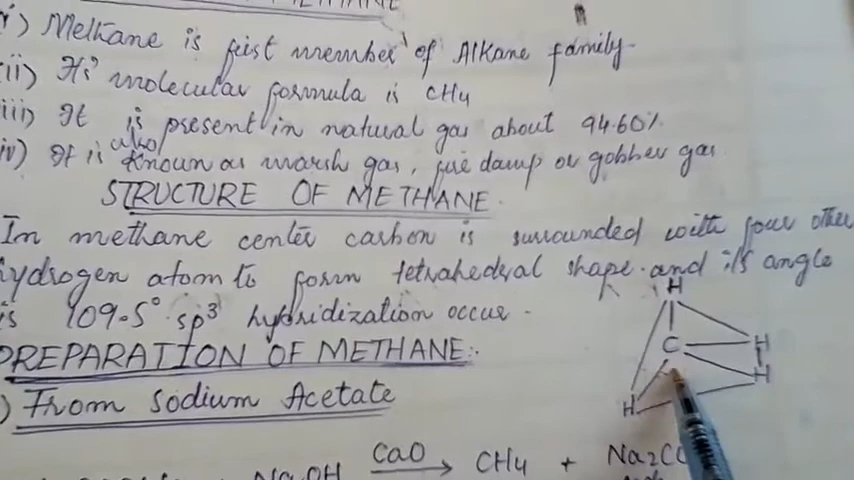 i) Methane is first member of Alkane family.
ii) It's molecular formula is CH4
iii) It is present in natural gas about 94.60%
iv) It is also known as marsh gas, fire damp or gobber gas
STRUCTURE OF METHANE
In methane center carbon is surrounded with four other
hydrogen atom to form tetrahederal shape and it's angle
is 109.5° sp³ hybridization occur.
H
C H
H
H
PREPARATION OF METHANE:-
) From Sodium Acetate
NaOH CaO → CH4 + Na2CO